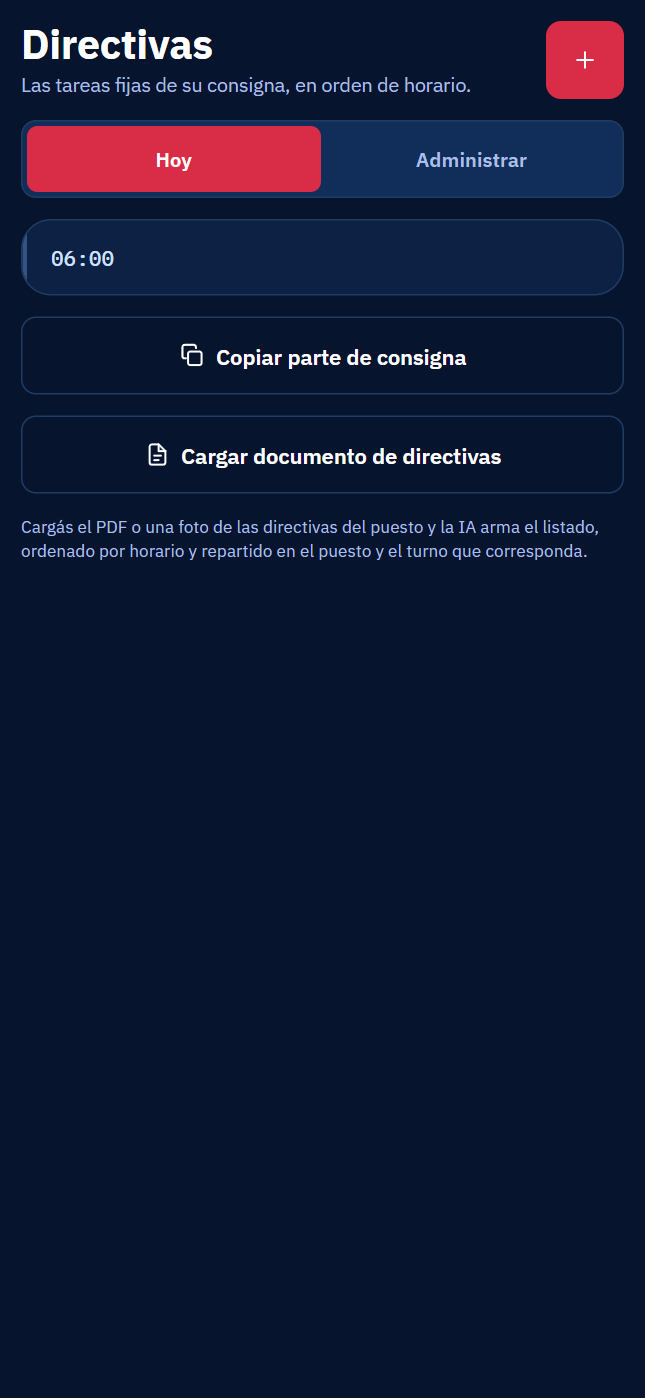 Directivas
Las tareas fijas de su consigna, en orden de horario.
Hoy
Administrar
06:00
Copiar parte de consigna
Cargar documento de directivas
Cargás el PDF o una foto de las directivas del puesto y la IA arma el listado,
ordenado por horario y repartido en el puesto y el turno que corresponda.